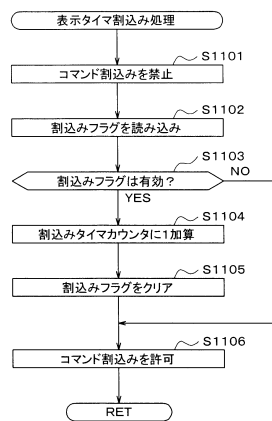 表示タイマ割込み処理
S1101
コマンド割込みを禁止
S1102
割込みフラグを読み込み
S1103
割込みフラグは有効?
NO
YES
S1104
割込みタイマカウンタに1加算
S1105
割込みフラグをクリア
S1106
コマンド割込みを許可
RET